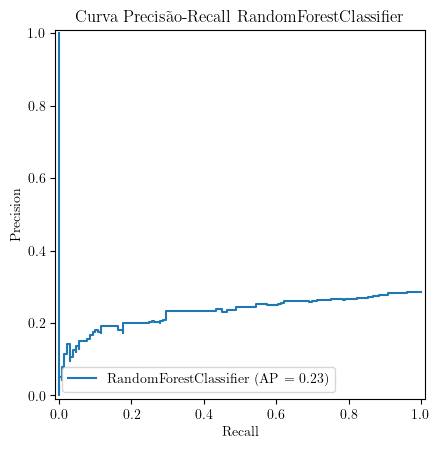 Curva Precisão-Recall RandomForestClassifier
1.0
0.8
0.6
0.4
0.2
0.0
Precision
RandomForestClassifier (AP = 0.23)
0.0 0.2 0.4 0.6 0.8 1.0
Recall